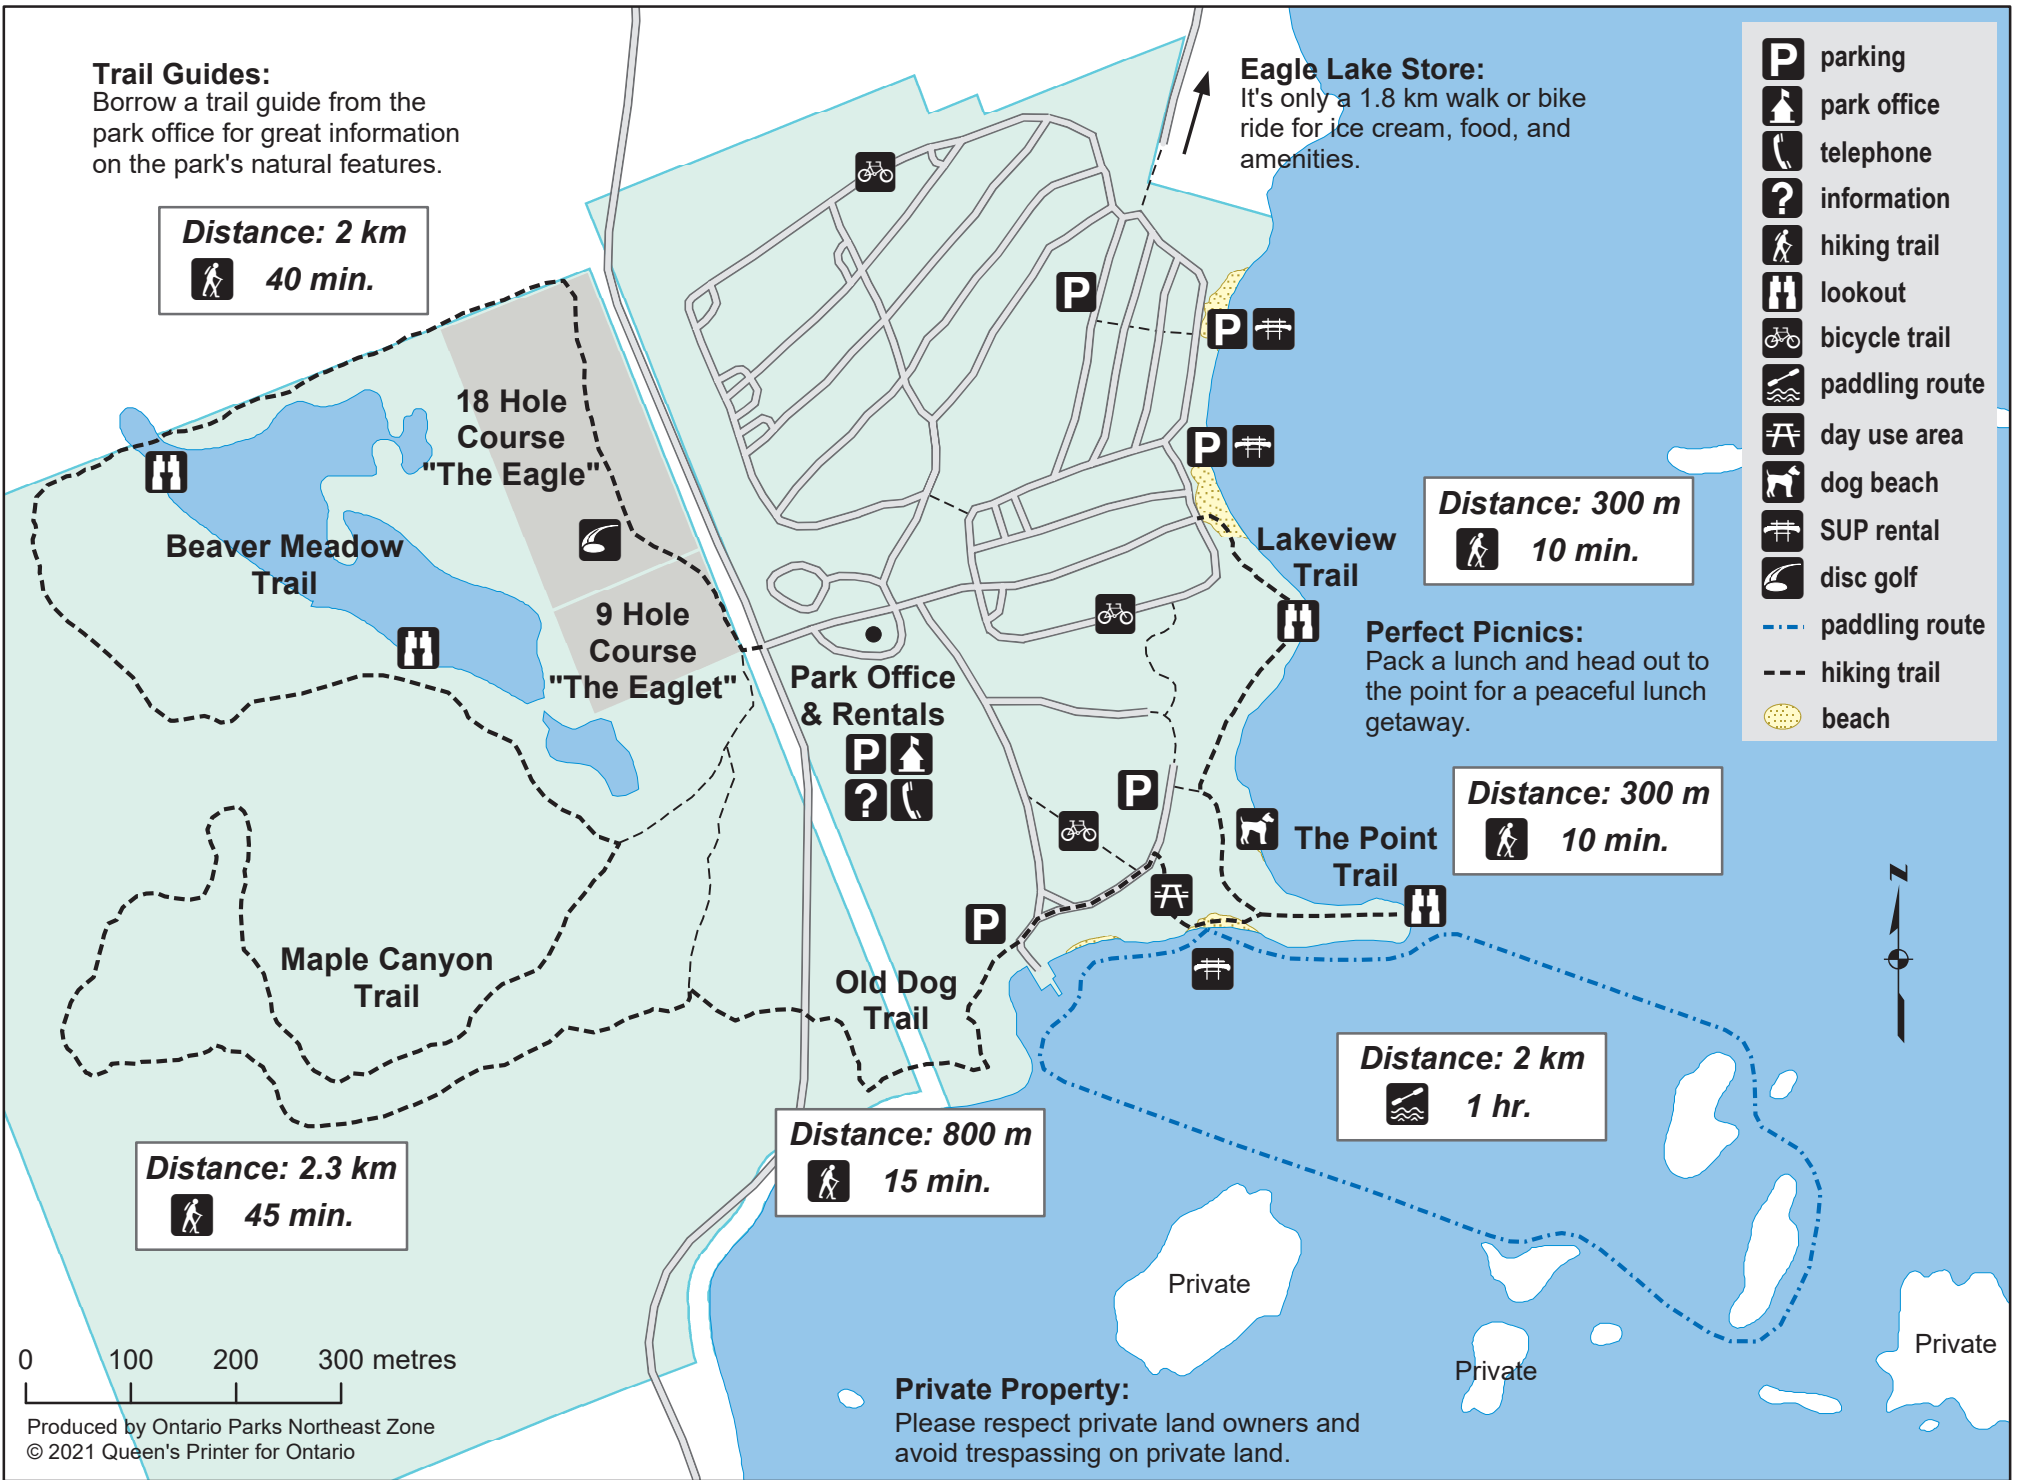 Trail Guides:
Borrow a trail guide from the
park office for great information
on the park's natural features.
Distance: 2 km
40 min.
Eagle Lake Store:
It's only a 1.8 km walk or bike
ride for ice cream, food, and
amenities.
P parking
park office
telephone
? information
hiking trail
lookout
bicycle trail
paddling route
day use area
dog beach
SUP rental
disc golf
paddling route
hiking trail
beach
P
P
P
18 Hole
Course
"The Eagle"
Beaver Meadow
Trail
9 Hole
Course
"The Eaglet"
Park Office
& Rentals
P
?
Lakeview
Trail
Distance: 300 m
10 min.
Perfect Picnics:
Pack a lunch and head out to
the point for a peaceful lunch
getaway.
P
The Point
Trail
Distance: 300 m
10 min.
P
Maple Canyon
Trail
Old Dog
Trail
Distance: 2 km
1 hr.
Distance: 800 m
15 min.
Distance: 2.3 km
45 min.
N
Private
Private
Private
0 100 200 300 metres
Produced by Ontario Parks Northeast Zone
© 2021 Queen's Printer for Ontario
Private Property:
Please respect private land owners and
avoid trespassing on private land.